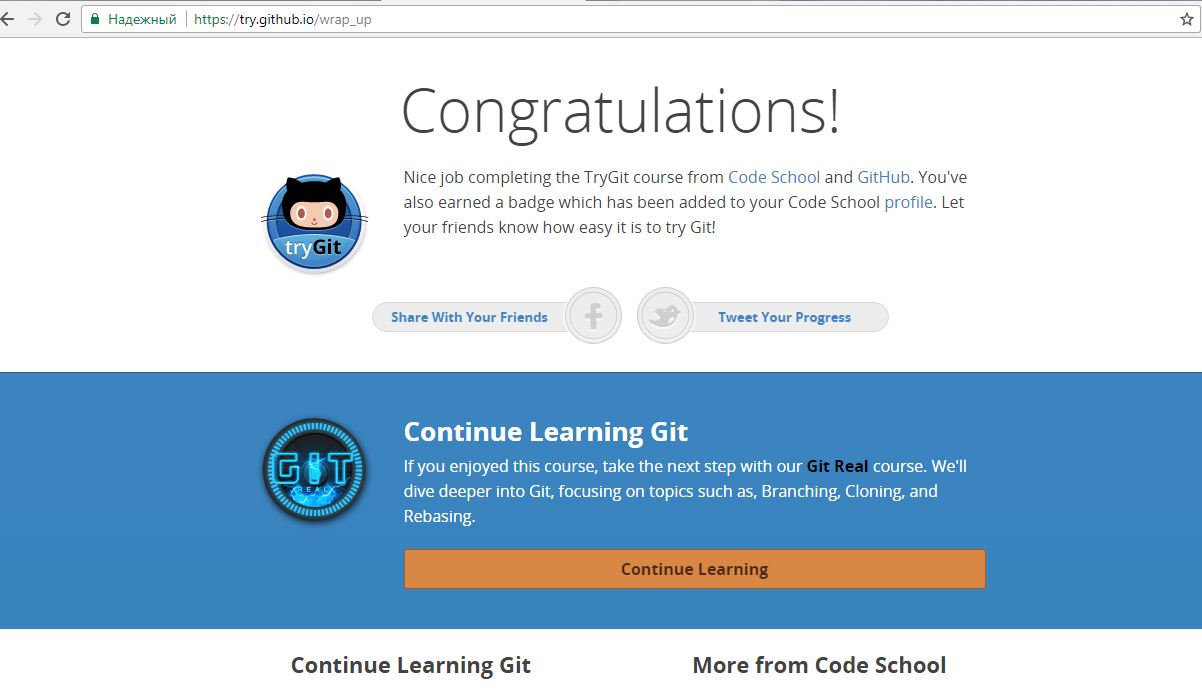 Надежный
https://try.github.io/wrap_up
Congratulations!
Nice job completing the TryGit course from Code School and GitHub. You've
also earned a badge which has been added to your Code School profile. Let
your friends know how easy it is to try Git!
tryGit
Share With Your Friends
Tweet Your Progress
Continue Learning Git
If you enjoyed this course, take the next step with our Git Real course. We'll
dive deeper into Git, focusing on topics such as, Branching, Cloning, and
Rebasing.
GIT
REAL
Continue Learning
Continue Learning Git
More from Code School